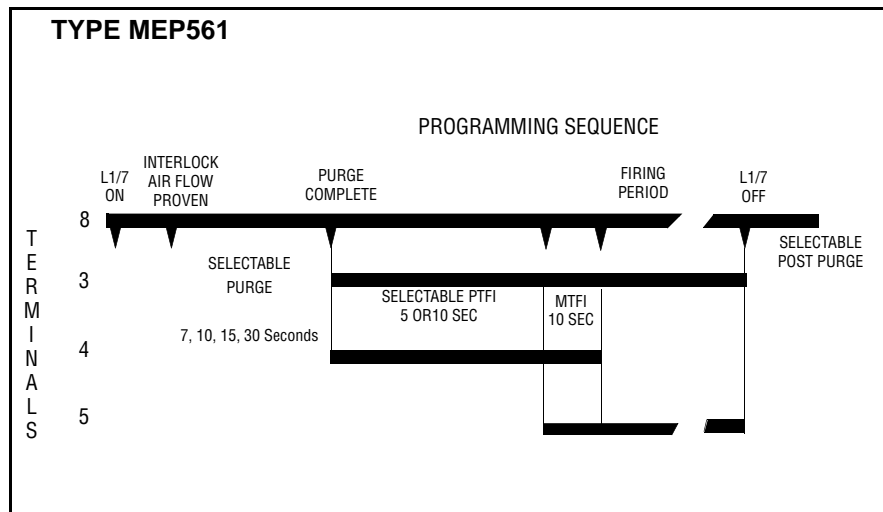 TYPE MEP561
PROGRAMMING SEQUENCE
L1/7
ON
INTERLOCK
AIR FLOW
PROVEN
PURGE
COMPLETE
FIRING
PERIOD
L1/7
OFF
TERMINALS
8
SELECTABLE
POST PURGE
3
SELECTABLE
PURGE
SELECTABLE PTFI
5 OR10 SEC
MTFI
10 SEC
7, 10, 15, 30 Seconds
4
5